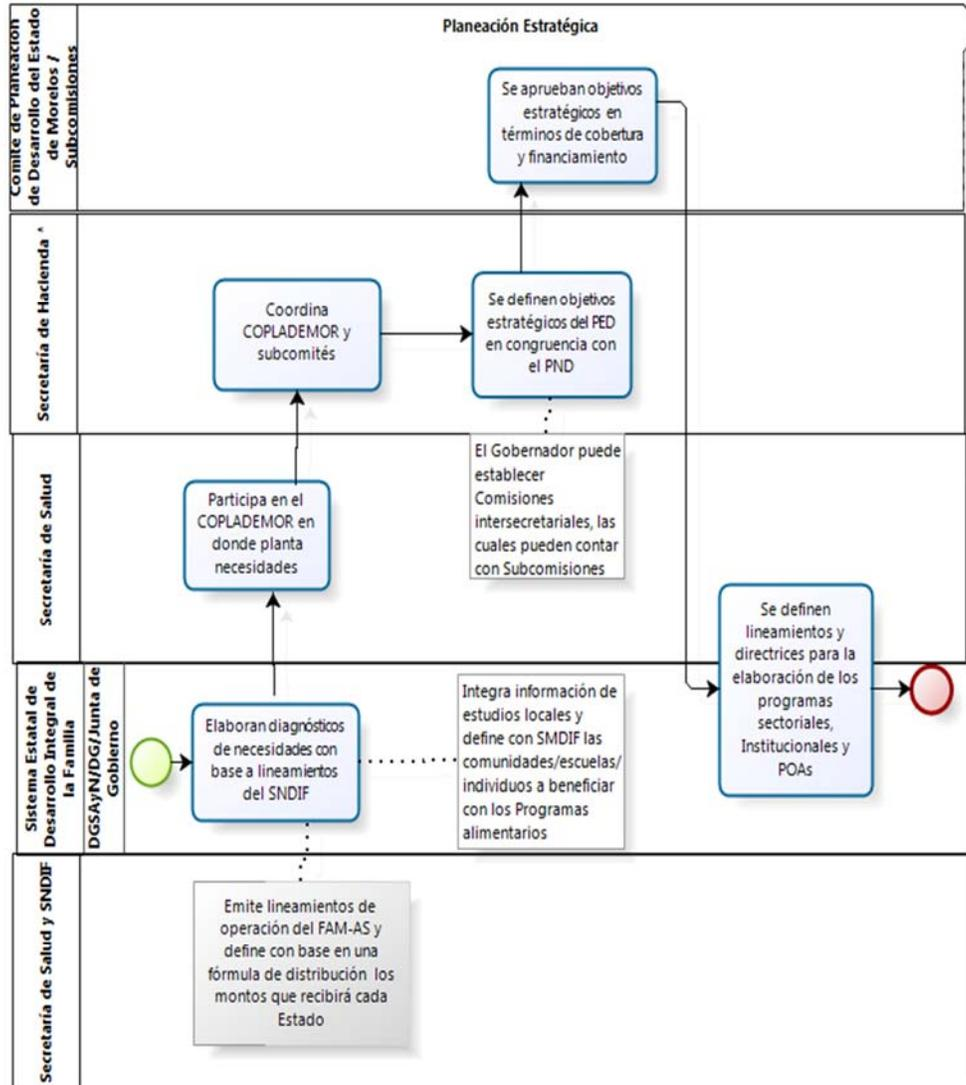 Planeación Estratégica
Comité de Planeación
de Desarrollo del Estado
de Morelos /
Subcomisiones
Se aprueban objetivos
estratégicos en
términos de cobertura
y financiamiento
Secretaría de Hacienda ^
Coordina
COPLADEMOR y
subcomités
Se definen objetivos
estratégicos del PED
en congruencia con
el PND
Secretaría de Salud
Participa en el
COPLADEMOR en
donde planta
necesidades
El Gobernador puede
establecer
Comisiones
intersecretariales, las
cuales pueden contar
con Subcomisiones
Se definen
lineamientos y
directrices para la
elaboración de los
programas
sectoriales,
Institucionales y
POAs
Sistema Estatal de
Desarrollo Integral de
la Familia
DGSAyN/DG/Junta de
Gobierno
Elaboran diagnósticos
de necesidades con
base a lineamientos
del SNDIF
Integra información de
estudios locales y
define con SMDIF las
comunidades/escuelas/
individuos a beneficiar
con los Programas
alimentarios
Secretaría de Salud y SNDIF
Emite lineamientos de
operación del FAM-AS y
define con base en una
fórmula de distribución los
montos que recibirá cada
Estado